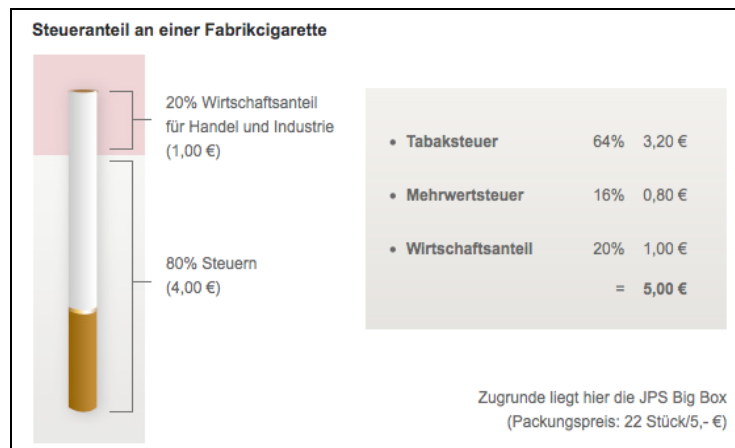 Steueranteil an einer Fabrikcigarette
20% Wirtschaftsanteil
für Handel und Industrie
(1,00 €)
80% Steuern
(4,00 €)
• Tabaksteuer 64% 3,20 €
• Mehrwertsteuer 16% 0,80 €
• Wirtschaftsanteil 20% 1,00 €
= 5,00 €
Zugrunde liegt hier die JPS Big Box
(Packungspreis: 22 Stück/5,- €)